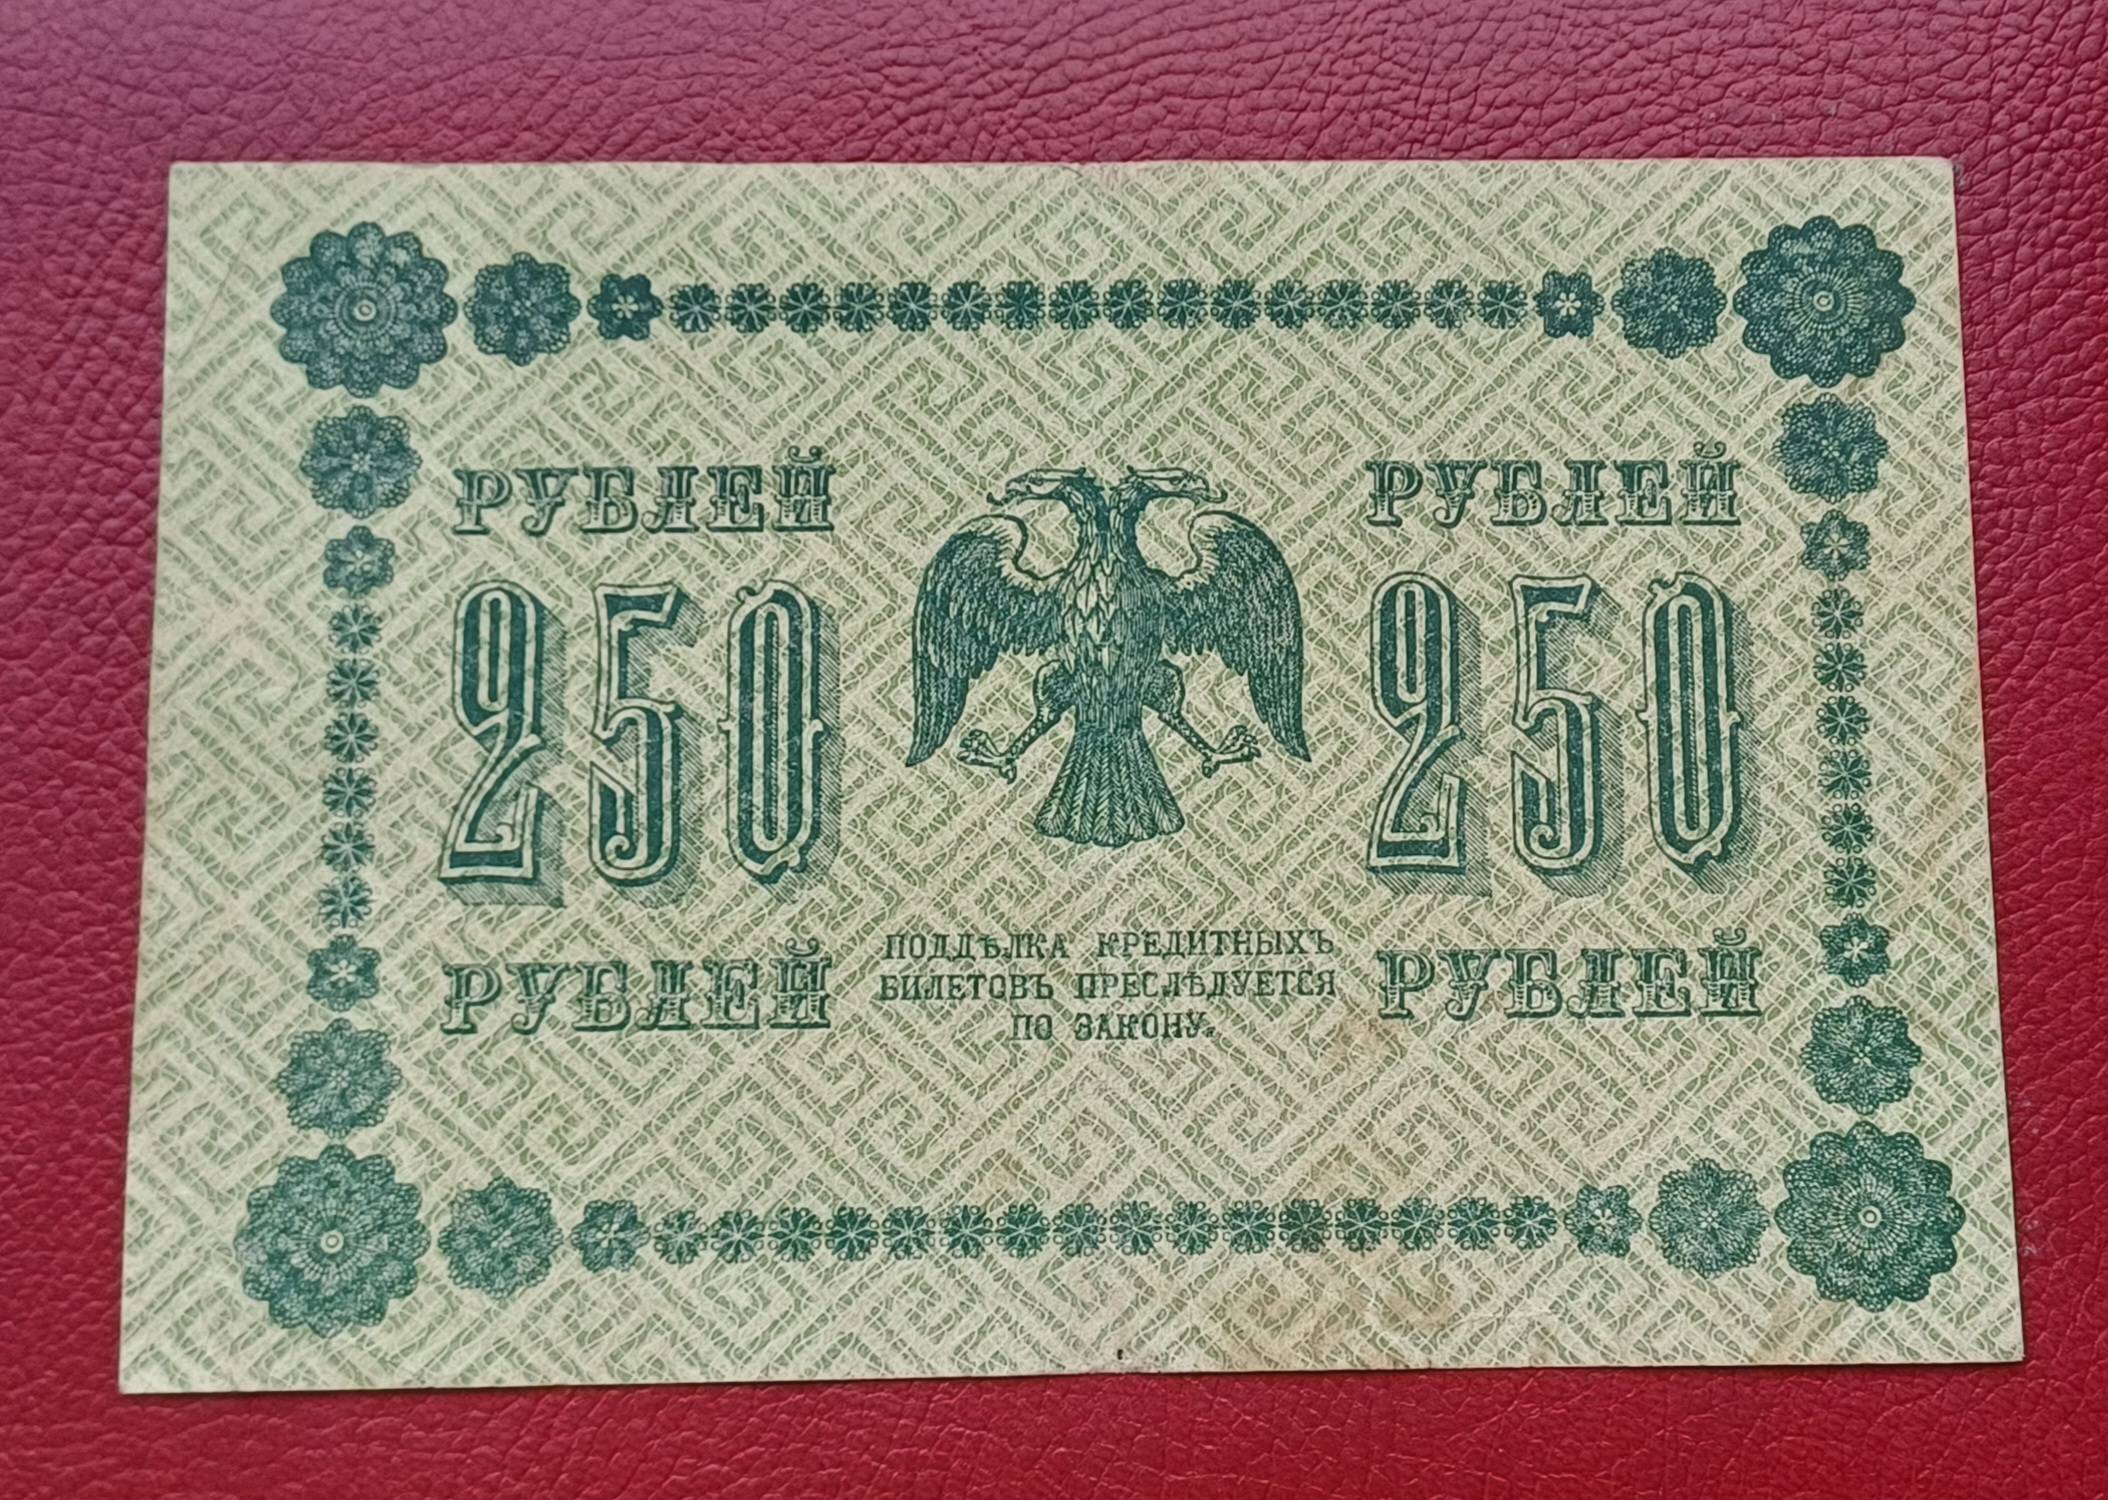 РУБЛЕЙ
250
РУБЛЕЙ
РУБЛЕЙ
250
РУБЛЕЙ
ПОДДѢЛКА КРЕДИТНЫХЪ
БИЛЕТОВЪ ПРЕСЛѢДУЕТСЯ
ПО ЗАКОНУ.